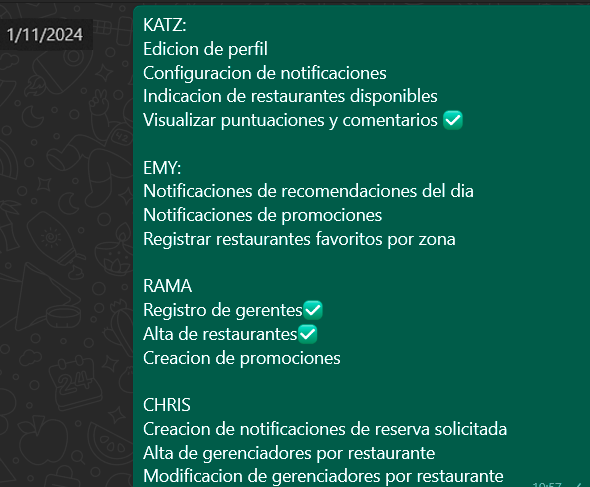 1/11/2024
KATZ:
Edicion de perfil
Configuracion de notificaciones
Indicacion de restaurantes disponibles
Visualizar puntuaciones y comentarios ✅
EMY:
Notificaciones de recomendaciones del dia
Notificaciones de promociones
Registrar restaurantes favoritos por zona
RAMA
Registro de gerentes✅
Alta de restaurantes✅
Creacion de promociones
CHRIS
Creacion de notificaciones de reserva solicitada
Alta de gerenciadores por restaurante
Modificacion de gerenciadores por restaurante
10:57